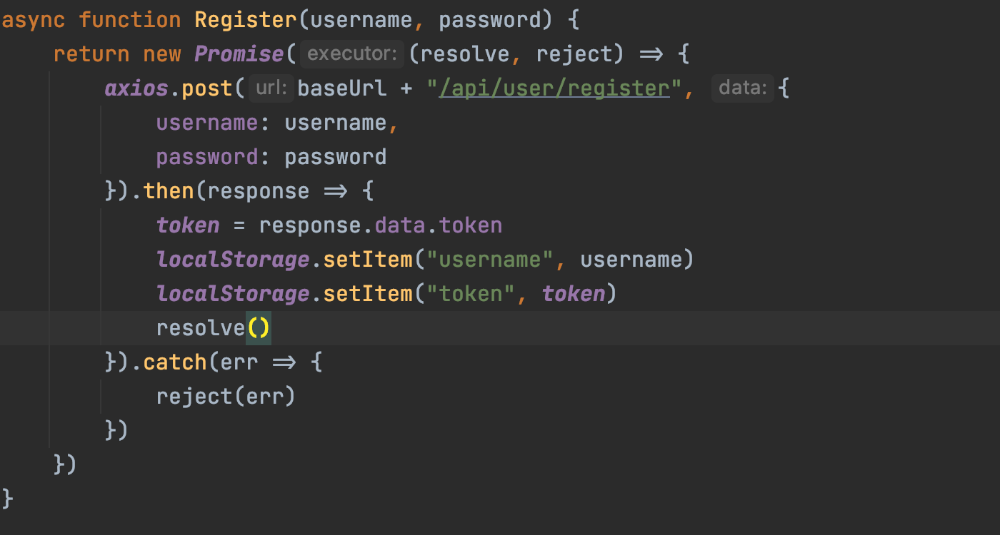 async function Register(username, password) {
    return new Promise( executor: (resolve, reject) => {
        axios.post( url: baseUrl + "/api/user/register", data: {
            username: username,
            password: password
        }).then(response => {
            token = response.data.token
            localStorage.setItem("username", username)
            localStorage.setItem("token", token)
            resolve()
        }).catch(err => {
            reject(err)
        })
    })
}